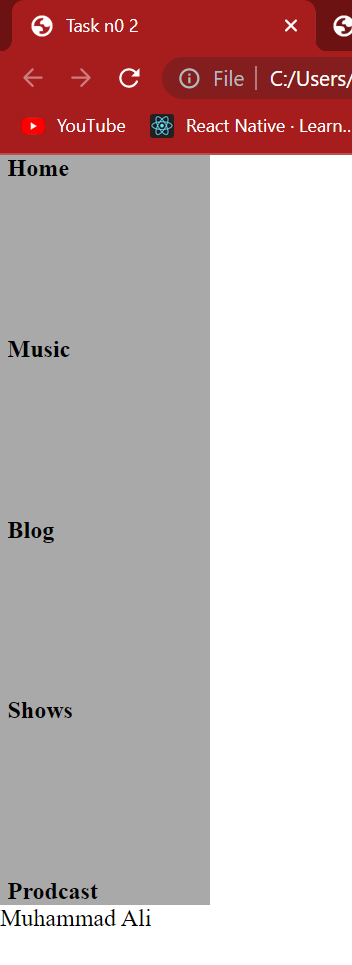 Task n0 2
File C:/Users/
YouTube React Native · Learn...
Home
Music
Blog
Shows
Prodcast
Muhammad Ali